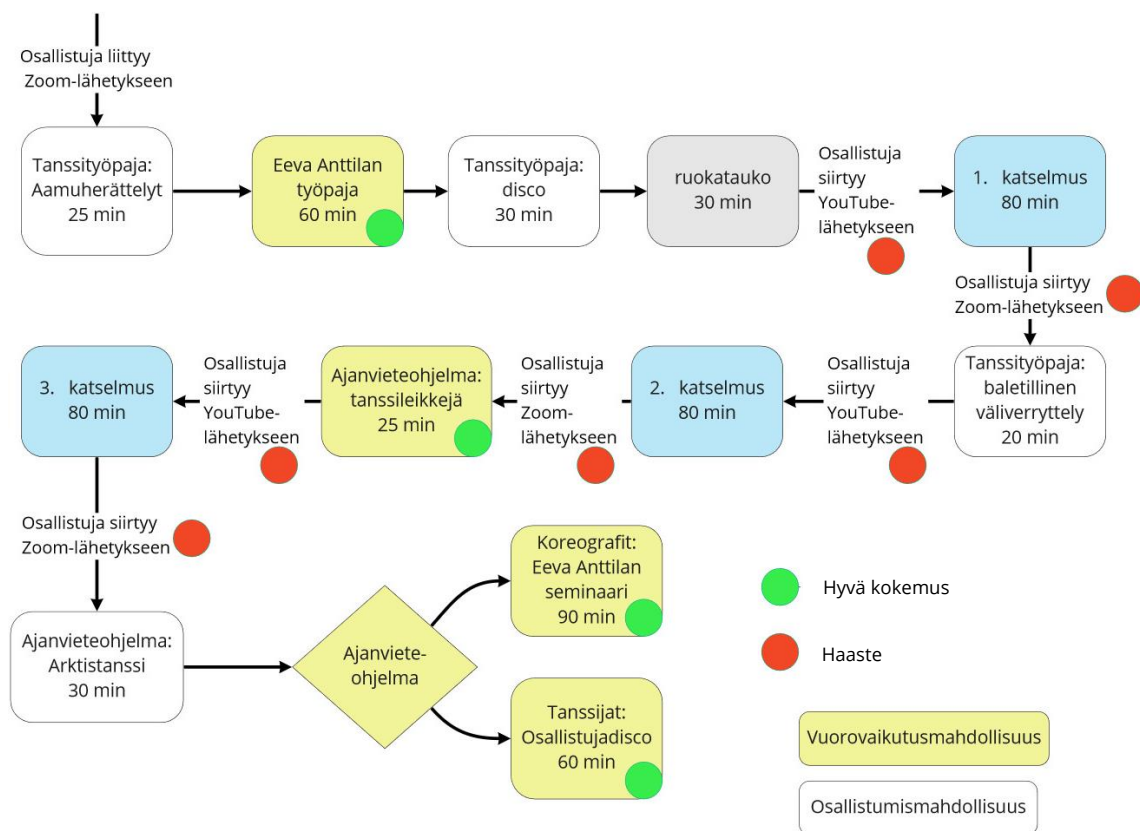 Osallistuja liittyy
Zoom-lähetykseen
Tanssityöpaja:
Aamuherättelyt
25 min
Eeva Anttilan
työpaja
60 min
Tanssityöpaja:
disco
30 min
ruokatauko
30 min
Osallistuja
siirtyy
YouTube-
lähetykseen
1. katselmus
80 min
Osallistuja siirtyy
Zoom-lähetykseen
Tanssityöpaja:
baletillinen
väliverryttely
20 min
Osallistuja
siirtyy
YouTube-
lähetykseen
2. katselmus
80 min
Osallistuja
siirtyy
Zoom-
lähetykseen
Ajanvieteohjelma:
tanssileikkejä
25 min
Osallistuja
siirtyy
YouTube-
lähetykseen
3. katselmus
80 min
Osallistuja siirtyy
Zoom-lähetykseen
Ajanvieteohjelma:
Arktistanssi
30 min
Ajanviete-
ohjelma
Koreografit:
Eeva Anttilan
seminaari
90 min
Tanssijat:
Osallistujadisco
60 min
Hyvä kokemus
Haaste
Vuorovaikutusmahdollisuus
Osallistumismahdollisuus